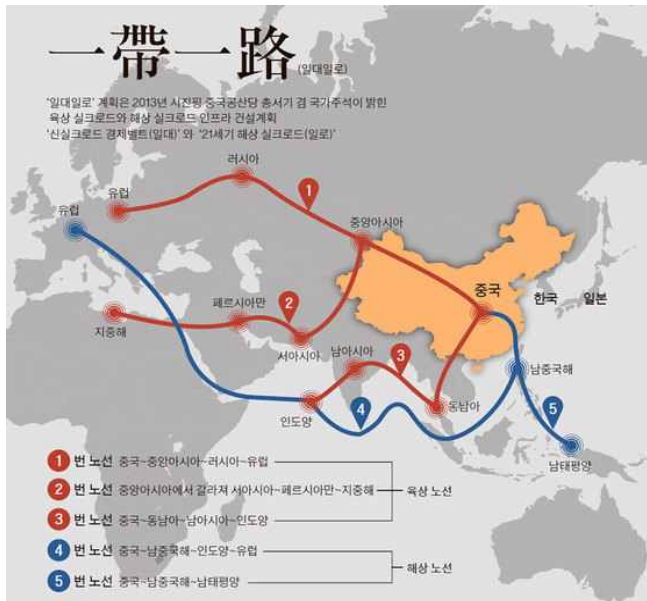 一帶一路(일대일로)
'일대일로' 계획은 2013년 시진핑 중국공산당 총서기 겸 국가주석이 밝힌
육상 실크로드와 해상 실크로드 인프라 건설계획
'신실크로드 경제벨트(일대)' 와 '21세기 해상 실크로드(일로)'
러시아
1
유럽
유럽
중앙아시아
중국
한국
일본
페르시아만
2
지중해
서아시아
남아시아
3
남중국해
인도양
4
동남아
5
남태평양
1 번 노선 중국~중앙아시아~러시아~유럽
2 번 노선 중앙아시아에서 갈라져 서아시아~페르시아만~지중해
육상 노선
3 번 노선 중국~동남아~남아시아~인도양
4 번 노선 중국~남중국해~인도양~유럽
해상 노선
5 번 노선 중국~남중국해~남태평양